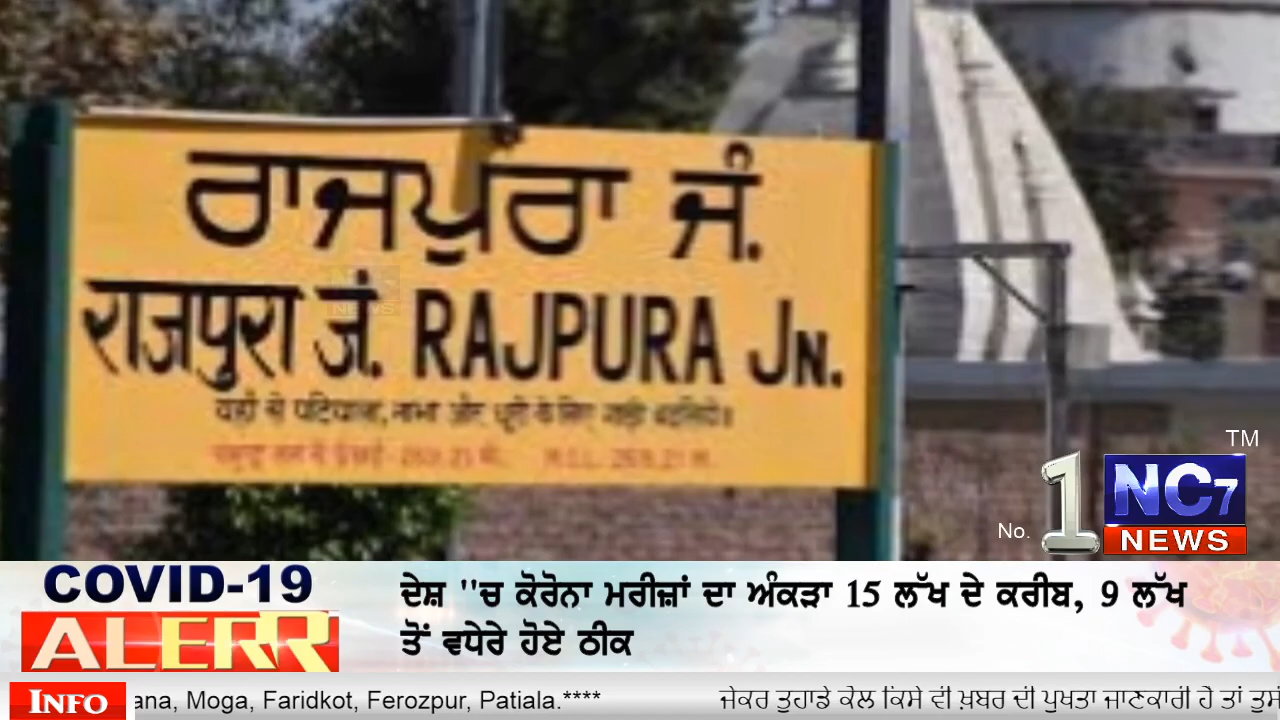 ਰਾਜਪੁਰਾ ਜੰ.
राजपुरा जं. RAJPURA JN.
NEWS
TM
No. 1 NC7
NEWS
COVID-19
ਦੇਸ਼ "ਚ ਕੋਰੋਨਾ ਮਰੀਜ਼ਾਂ ਦਾ ਅੰਕੜਾ 15 ਲੱਖ ਦੇ ਕਰੀਬ, 9 ਲੱਖ
ALERR
ਤੋਂ ਵਧੇਰੇ ਹੋਏ ਠੀਕ
INFO ana, Moga, Faridkot, Ferozpur, Patiala.**** ਜੇਕਰ ਤੁਹਾਡੇ ਕੋਲ ਕਿਸੇ ਵੀ ਖ਼ਬਰ ਦੀ ਪੁਖਤਾ ਜਾਣਕਾਰੀ ਹੈ ਤਾਂ ਤੁਸੀਂ